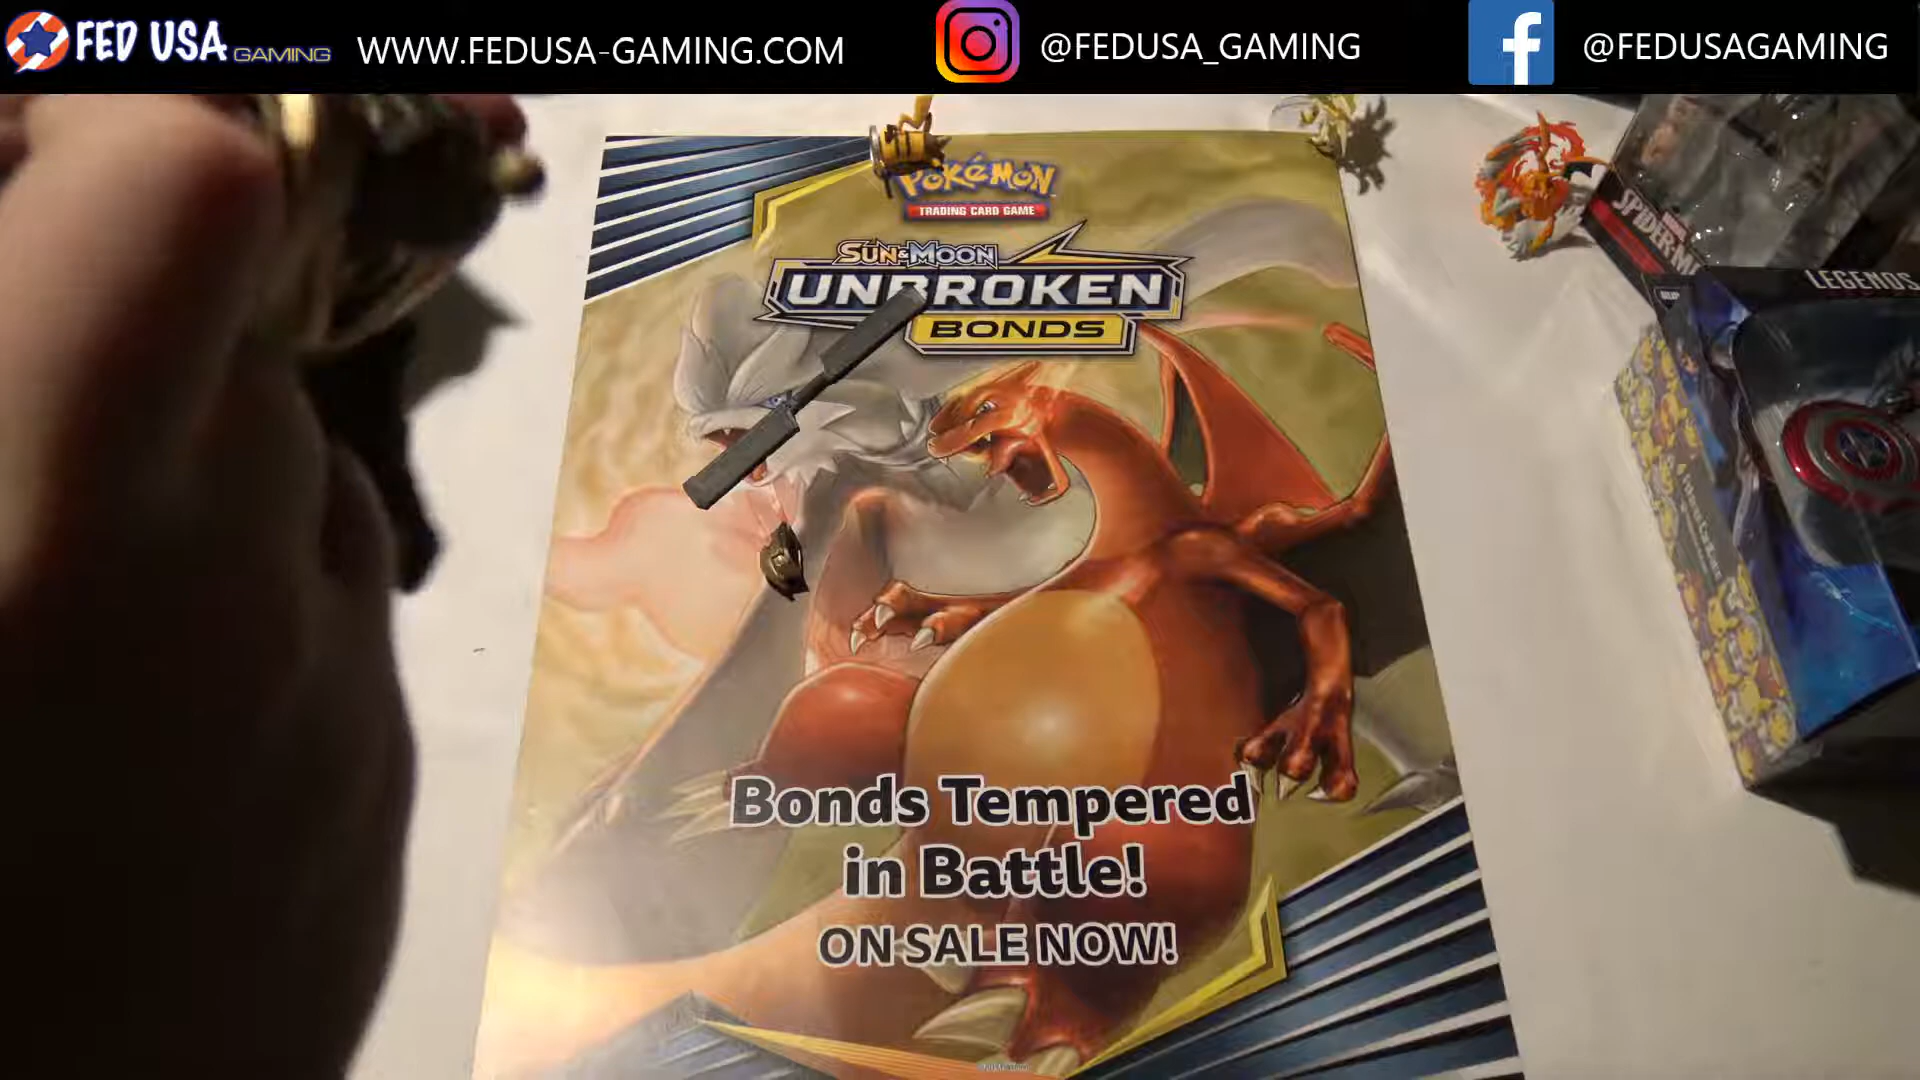 FED USA GAMING
WWW.FEDUSA-GAMING.COM
@FEDUSA_GAMING
@FEDUSAGAMING
POKéMON
TRADING CARD GAME
SUN & MOON
UNBROKEN
BONDS
Bonds Tempered
in Battle!
ON SALE NOW!
SPIDER-M
LEGENDS